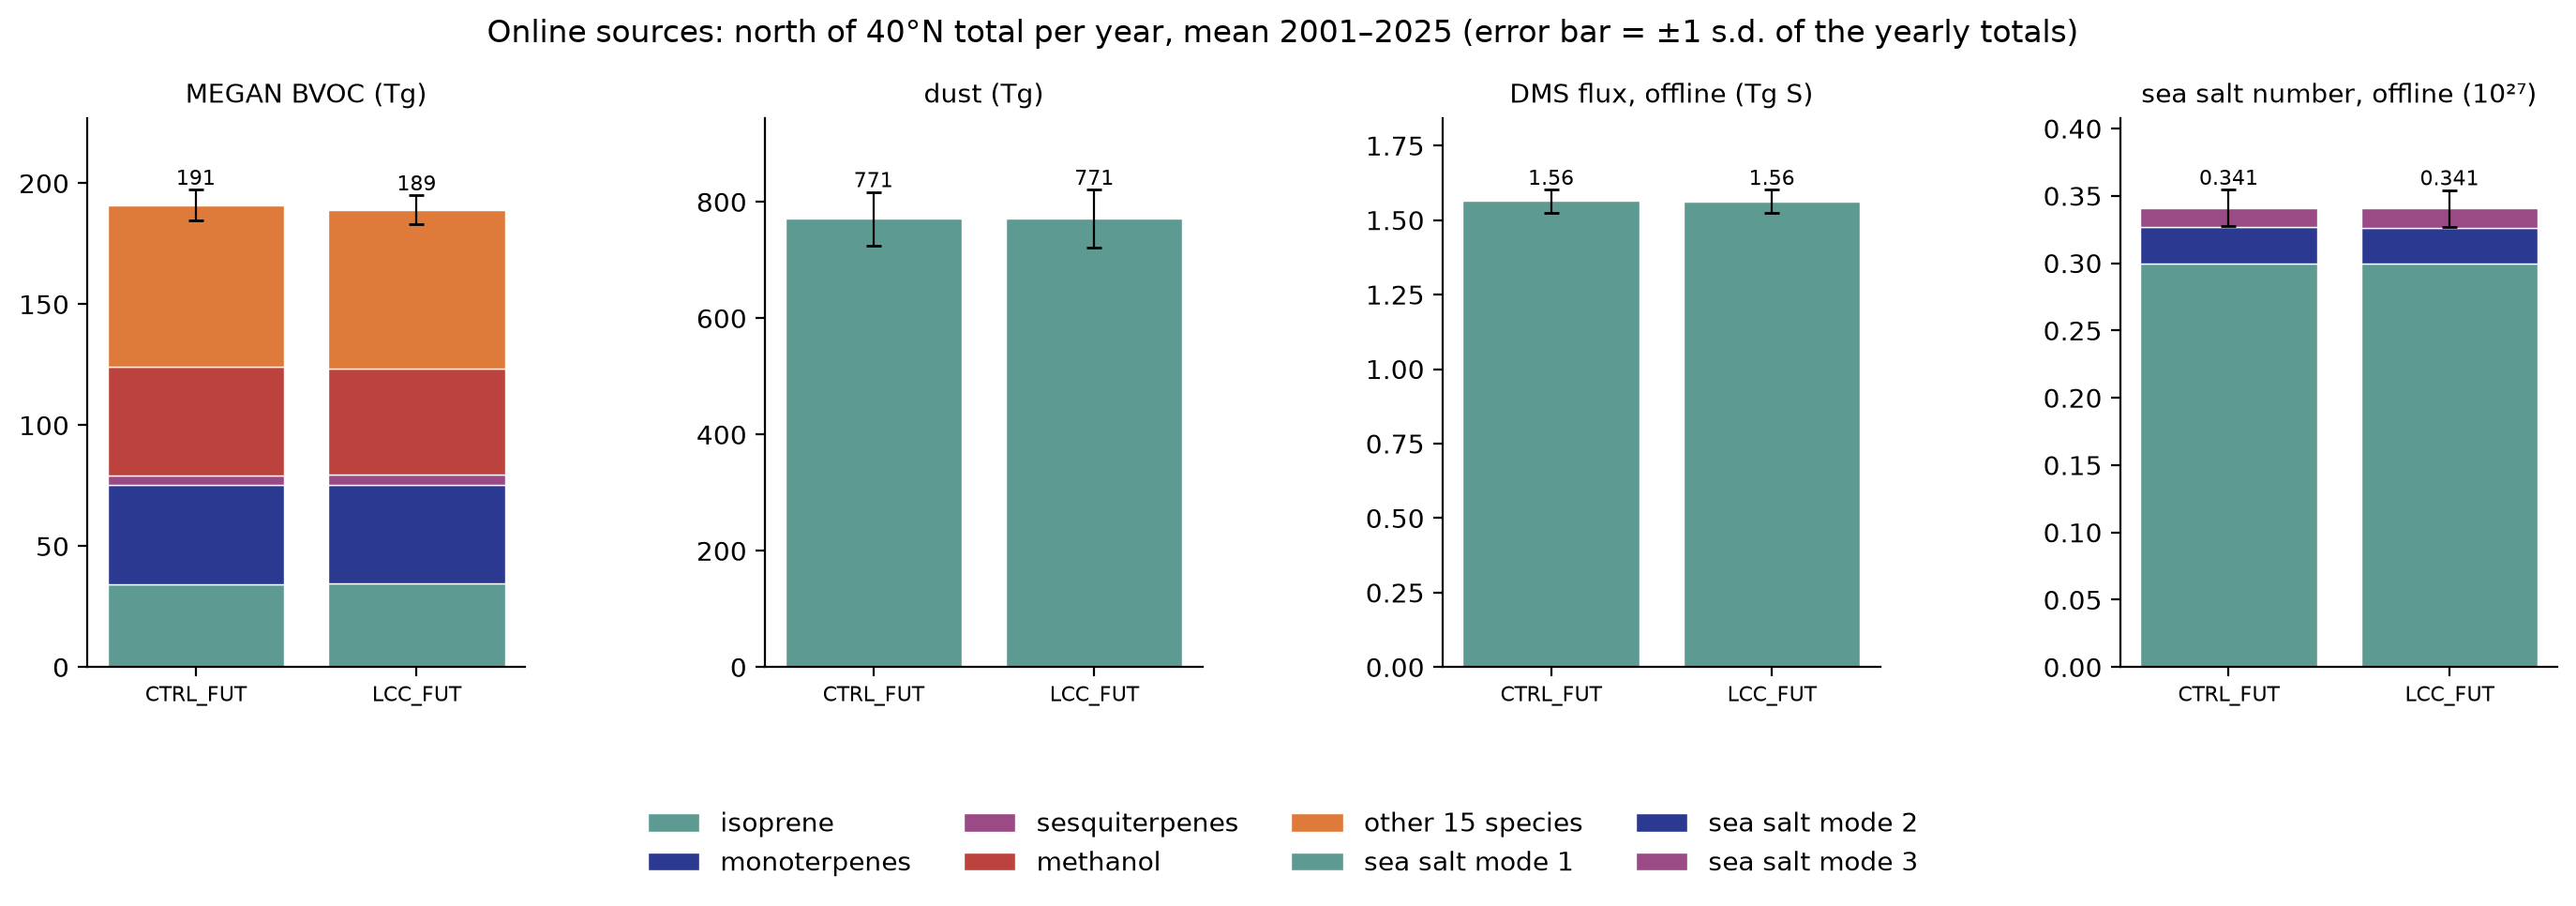 Online sources: north of 40°N total per year, mean 2001–2025 (error bar = ±1 s.d. of the yearly totals)
MEGAN BVOC (Tg)
200
150
100
50
0
191
189
CTRL_FUT
LCC_FUT
dust (Tg)
800
600
400
200
0
771
771
CTRL_FUT
LCC_FUT
DMS flux, offline (Tg S)
1.75
1.50
1.25
1.00
0.75
0.50
0.25
0.00
1.56
1.56
CTRL_FUT
LCC_FUT
sea salt number, offline (10²⁷)
0.40
0.35
0.30
0.25
0.20
0.15
0.10
0.05
0.00
0.341
0.341
CTRL_FUT
LCC_FUT
isoprene
monoterpenes
sesquiterpenes
methanol
other 15 species
sea salt mode 1
sea salt mode 2
sea salt mode 3